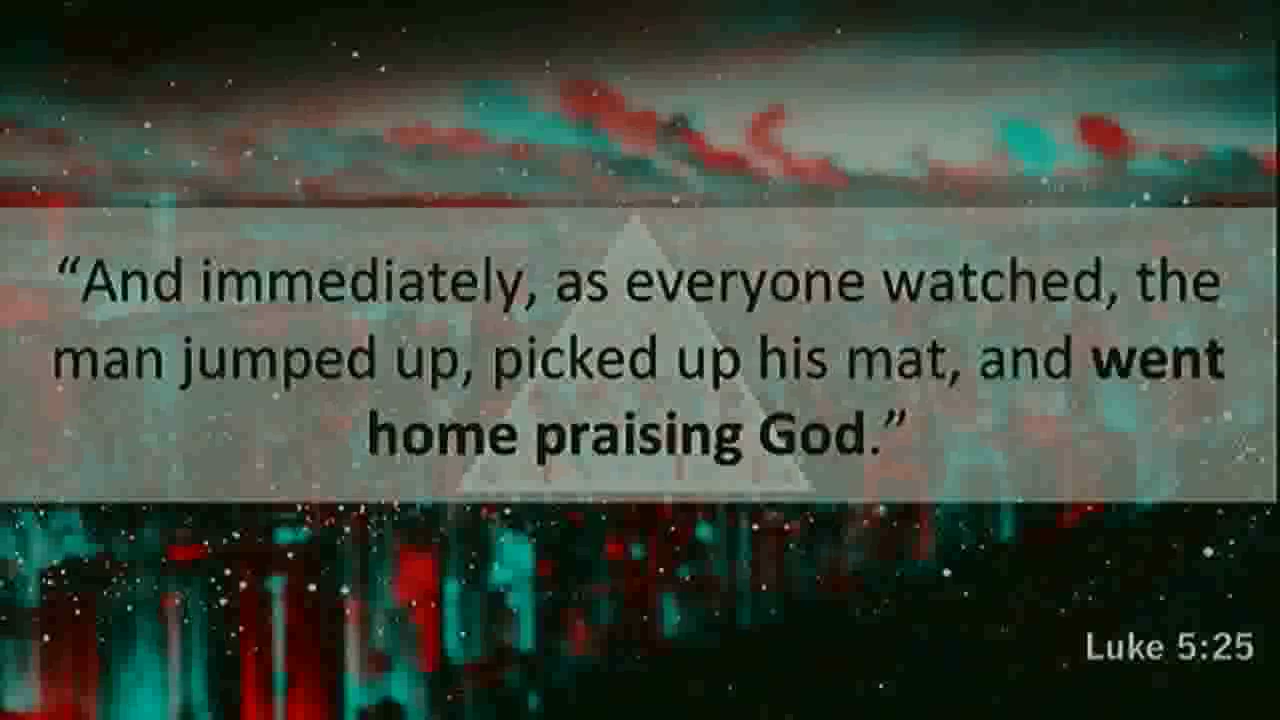 “And immediately, as everyone watched, the
man jumped up, picked up his mat, and went
home praising God.”
Luke 5:25